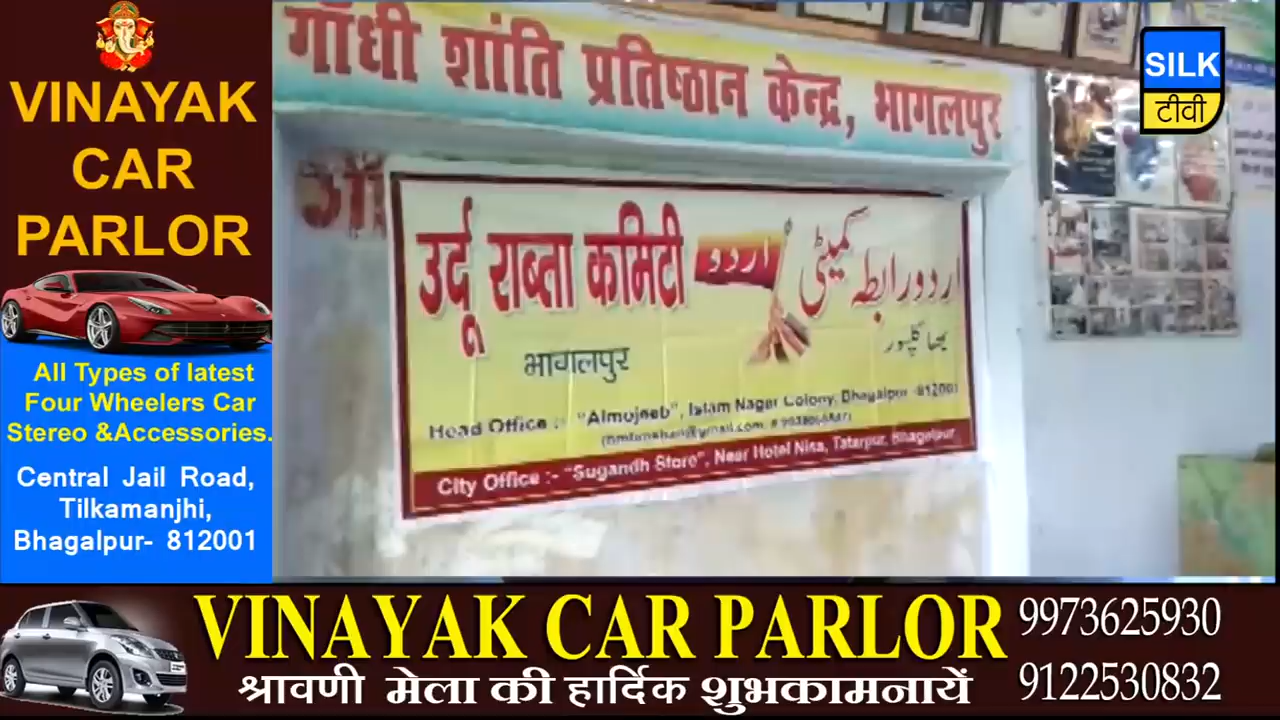 VINAYAK
CAR
PARLOR
All Types of latest
Four Wheelers Car
Stereo &Accessories.
Central Jail Road,
Tilkamanjhi,
Bhagalpur- 812001
गाँधी शांति प्रतिष्ठान केन्द्र, भागलपुर
SILK
टीवी
उर्दू राब्ता कमिटी
اردو
اردو رابطہ کمیٹی
भागलपुर
بھاگلپور
Head Office :- "Almojeeb", Islam Nagar Colony, Bhagalpur
City Office :- "Sugandh Store", Near Hotel Nisa, Tatarpur, Bhagalpur
VINAYAK CAR PARLOR
श्रावणी मेला की हार्दिक शुभकामनायें
9973625930
9122530832